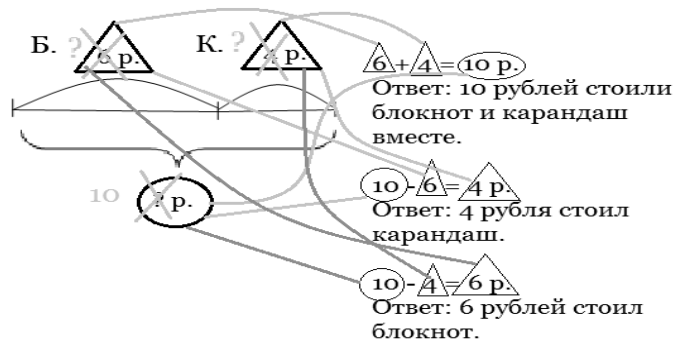 Б. ? 6 р. К. ? 4 р.
6 + 4 = 10 р.
Ответ: 10 рублей стоили
блокнот и карандаш
вместе.
10 ? р.
10 - 6 = 4 р.
Ответ: 4 рубля стоил
карандаш.
10 - 4 = 6 р.
Ответ: 6 рублей стоил
блокнот.